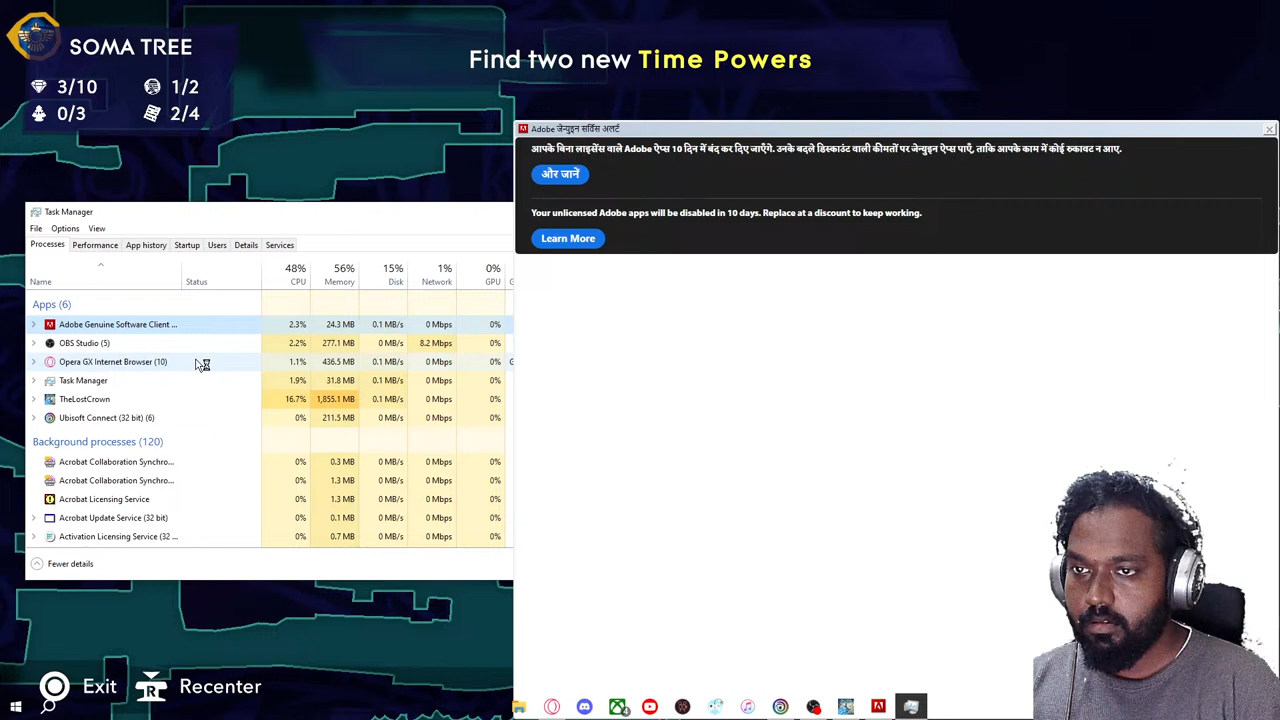 SOMA TREE
3/10
1/2
0/3
2/4
Find two new Time Powers
Adobe जेन्युइन सर्विस अलर्ट
आपके बिना लाइसेंस वाले Adobe ऐप्स 10 दिन में बंद कर दिए जाएँगे. उनके बदले डिस्काउंट वाली कीमतों पर जेन्युइन ऐप्स पाएँ, ताकि आपके काम में कोई रुकावट न आए.
और जानें
Your unlicensed Adobe apps will be disabled in 10 days. Replace at a discount to keep working.
Learn More
Task Manager
File Options View
Processes Performance App history Startup Users Details Services
48% 56% 15% 1% 0%
Name Status CPU Memory Disk Network GPU
Apps (6)
Adobe Genuine Software Client ... 2.3% 24.3 MB 0.1 MB/s 0 Mbps 0%
OBS Studio (5) 2.2% 277.1 MB 0 MB/s 8.2 Mbps 0%
Opera GX Internet Browser (10) 1.1% 436.5 MB 0.1 MB/s 0 Mbps 0% G
Task Manager 1.9% 31.8 MB 0.1 MB/s 0 Mbps 0%
TheLostCrown 16.7% 1,855.1 MB 0.1 MB/s 0 Mbps 0%
Ubisoft Connect (32 bit) (6) 0% 211.5 MB 0 MB/s 0 Mbps 0%
Background processes (120)
Acrobat Collaboration Synchro... 0% 0.3 MB 0 MB/s 0 Mbps 0%
Acrobat Collaboration Synchro... 0% 1.3 MB 0 MB/s 0 Mbps 0%
Acrobat Licensing Service 0% 1.3 MB 0 MB/s 0 Mbps 0%
Acrobat Update Service (32 bit) 0% 0.1 MB 0 MB/s 0 Mbps 0%
Activation Licensing Service (32 ... 0% 0.7 MB 0 MB/s 0 Mbps 0%
Fewer details
Exit R Recenter